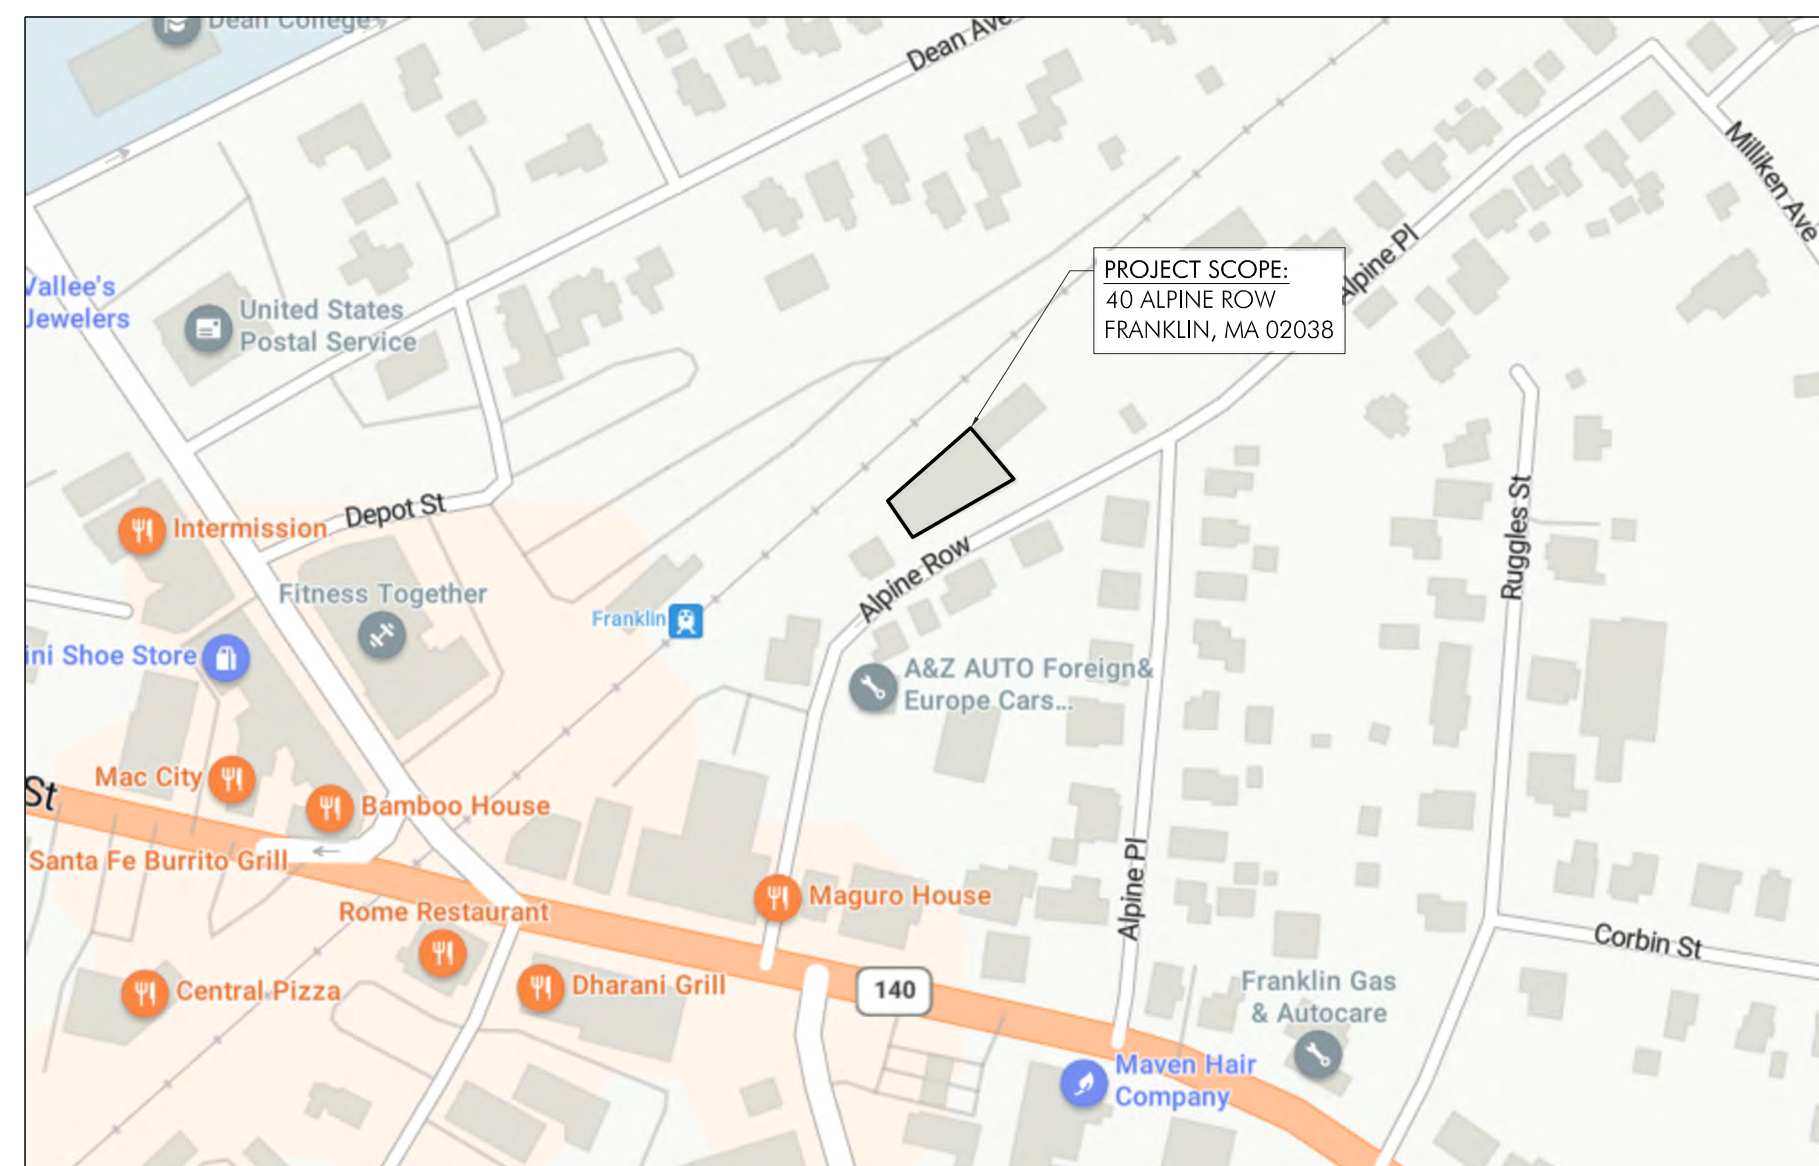 Dean College
Dean Ave
Milliken Ave
PROJECT SCOPE:
40 ALPINE ROW
FRANKLIN, MA 02038
Alpine Pl
Vallee's
Jewelers
United States
Postal Service
Ruggles St
Intermission
Depot St
Alpine Row
Fitness Together
Franklin
ini Shoe Store
A&Z AUTO Foreign&
Europe Cars...
Mac City
St
Bamboo House
Santa Fe Burrito Grill
Alpine Pl
Maguro House
Rome Restaurant
Corbin St
Central Pizza
Dharani Grill
140
Franklin Gas
& Autocare
Maven Hair
Company